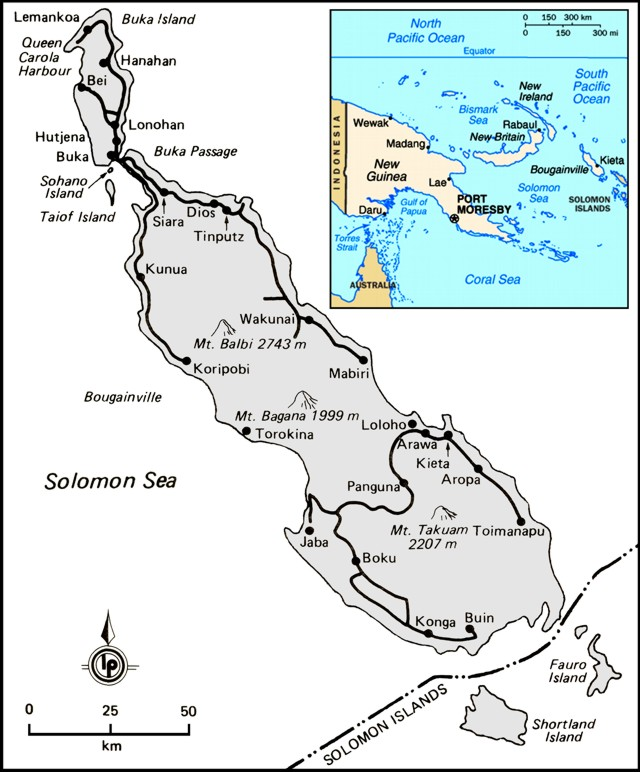 Lemankoa
Buka Island
Queen
Carola
Harbour
Hanahan
Bei
Lonohan
Hutjena
Buka
Buka Passage
Sohano
Island
Taiof Island
Siara
Dios
Tinputz
Kunua
Wakunai
Mt. Balbi 2743 m
Koripobi
Mabiri
Bougainville
Mt. Bagana 1999 m
Torokina
Loloho
Arawa
Kieta
Aropa
Solomon Sea
Panguna
Mt. Takuam
2207 m
Toimanapu
Jaba
Boku
Konga
Buin
Fauro
Island
SOLOMON ISLANDS
Shortland
Island
lp
0 25 50
km
North
Pacific Ocean
0 150 300 km
0 150 300 mi
Equator
South
Pacific
Ocean
New
Ireland
Bismark
Sea
Rabaul
Wewak
Madang
New Britain
Kieta
Bougainville
INDONESIA
New
Guinea
Lae
Solomon
Sea
SOLOMON
ISLANDS
Daru
Gulf of
Papua
PORT
MORESBY
Torres
Strait
Coral Sea
AUSTRALIA